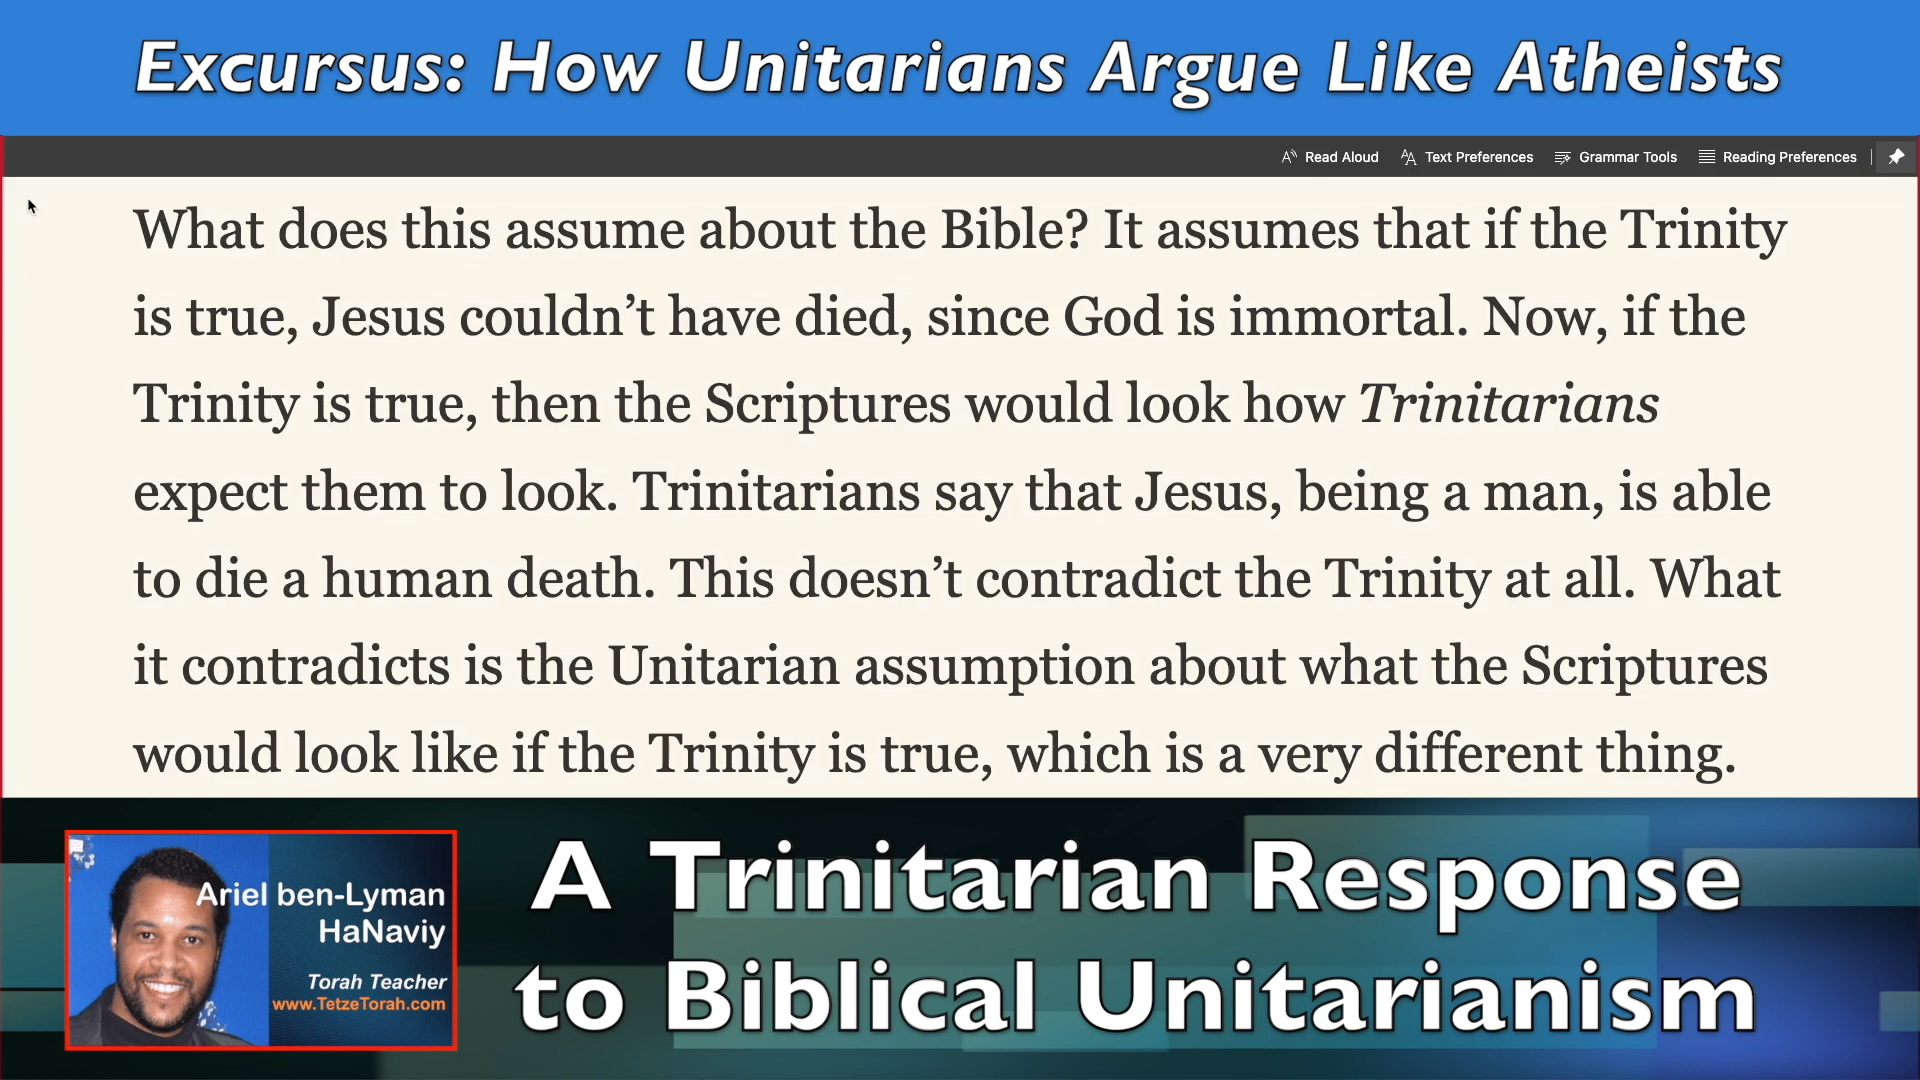 Excursus: How Unitarians Argue Like Atheists
Read Aloud Text Preferences Grammar Tools Reading Preferences
What does this assume about the Bible? It assumes that if the Trinity
is true, Jesus couldn’t have died, since God is immortal. Now, if the
Trinity is true, then the Scriptures would look how Trinitarians
expect them to look. Trinitarians say that Jesus, being a man, is able
to die a human death. This doesn’t contradict the Trinity at all. What
it contradicts is the Unitarian assumption about what the Scriptures
would look like if the Trinity is true, which is a very different thing.
Ariel ben-Lyman
HaNaviy
Torah Teacher
www.TetzeTorah.com
A Trinitarian Response
to Biblical Unitarianism